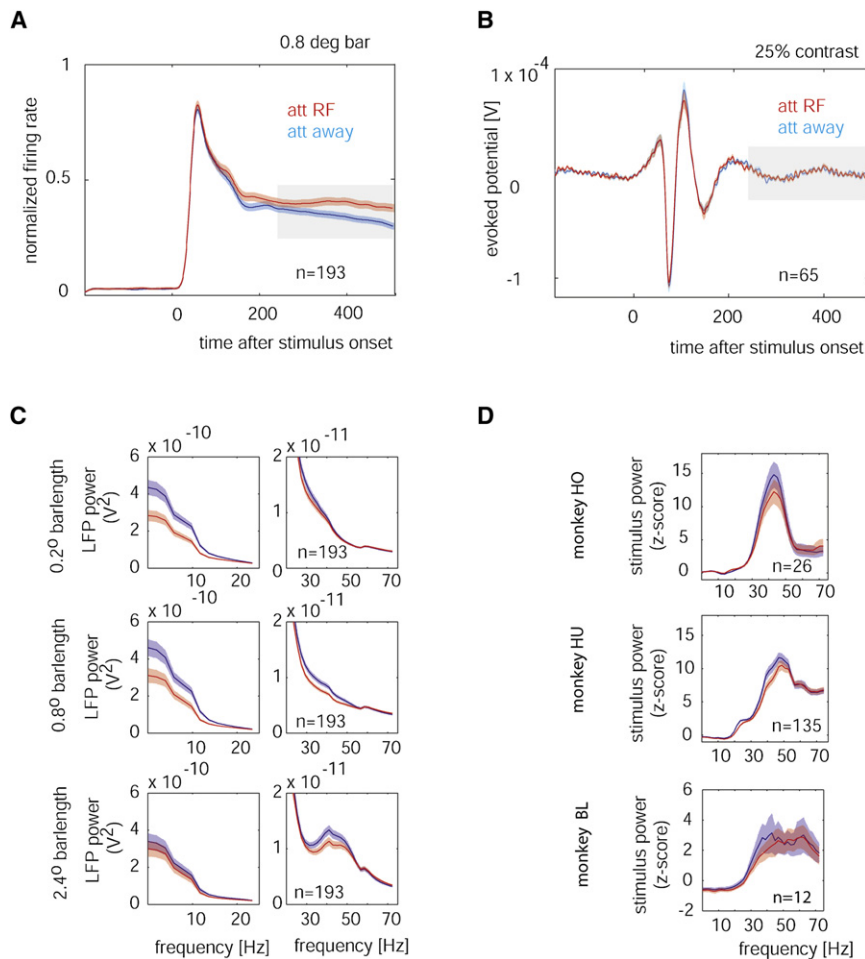 A
0.8 deg bar
1
normalized firing rate
att RF
att away
0.5
n=193
0
0 200 400
time after stimulus onset
B
25% contrast
1 x 10 -4
evoked potential [V]
att RF
att away
0
n=65
-1
0 200 400
time after stimulus onset
C
x 10 -10
x 10 -11
0.2º barlength
LFP power (V2)
6
4
2
0
10 20
2
1
0
n=193
30 50 70
x 10 -10
x 10 -11
0.8º barlength
LFP power (V2)
6
4
2
0
10 20
2
1
0
n=193
30 50 70
x 10 -10
x 10 -11
2.4º barlength
LFP power (V2)
6
4
2
0
10 20
2
1
0
n=193
30 50 70
frequency [Hz]
frequency [Hz]
D
monkey HO
stimulus power (z-score)
15
10
5
0
n=26
10 30 50 70
monkey HU
stimulus power (z-score)
15
10
5
0
n=135
10 30 50 70
monkey BL
stimulus power (z-score)
6
4
2
0
-2
n=12
10 30 50 70
frequency [Hz]